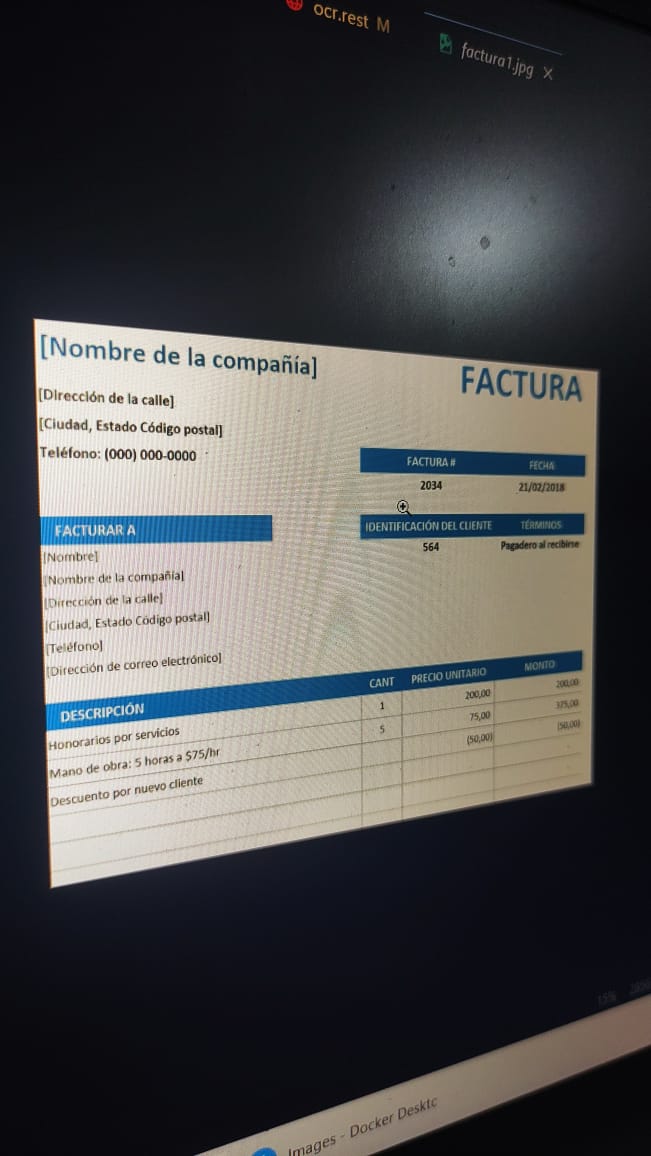 ocr.rest M
factura1.jpg ×
[Nombre de la compañía]
FACTURA
[Dirección de la calle]
[Ciudad, Estado Código postal]
Teléfono: (000) 000-0000
FACTURA # FECHA
2034 21/02/2018
FACTURAR A
IDENTIFICACIÓN DEL CLIENTE TÉRMINOS
564 Pagadero al recibirse
[Nombre]
[Nombre de la compañía]
[Dirección de la calle]
[Ciudad, Estado Código postal]
[Teléfono]
[Dirección de correo electrónico]
DESCRIPCIÓN CANT PRECIO UNITARIO MONTO
Honorarios por servicios 1 200,00 200,00
Mano de obra: 5 horas a $75/hr 5 75,00 375,00
Descuento por nuevo cliente (50,00) (50,00)
15%
Images - Docker Deskto